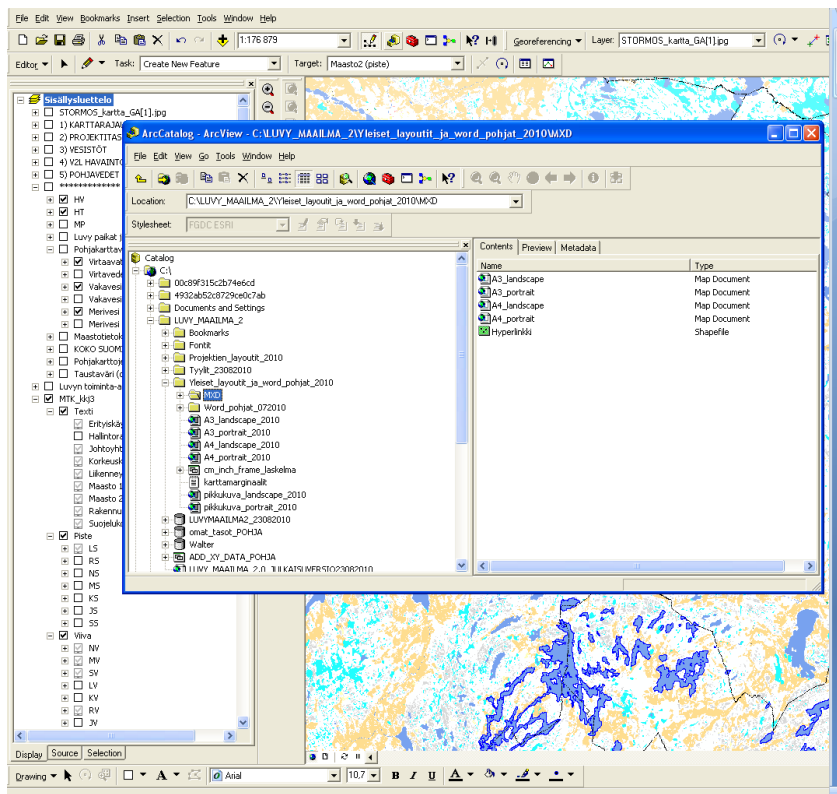 File Edit View Bookmarks Insert Selection Tools Window Help
1:176 879
Georeferencing Layer: STORMOS_kartta_GA[1].jpg
Editor Task: Create New Feature Target: Maasto2 (piste)
Sisällysluettelo
STORMOS_kartta_GA[1].jpg
1) KARTTARAJA
2) PROJEKTITAS
3) VESISTÖT
4) V2L HAVAINTO
5) POHJAVEDET
**************
HV
HT
MP
Luvy paikat j
Pohjakarttav
Virtaavat
Virtavede
Vakavesi
Vakavesi
Merivesi
Merivesi
Maastotietok
KOKO SUOMI
Pohjakarttoje
Taustaväri (o
Luvyn toiminta-a
MTK_kkj3
Texti
Erityiskäy
Hallintora
Johtoyht
Korkeusk
Liikenney
Maasto 1
Maasto 2
Rakennu
Suojeluka
Piste
LS
RS
NS
MS
KS
JS
SS
Viiva
NV
MV
SV
LV
KV
RV
JV
Display Source Selection
Drawing Arial 10,7 B I U A
ArcCatalog - ArcView - C:\LUVY_MAAILMA_2\Yleiset_layoutit_ja_word_pohjat_2010\MXD
File Edit View Go Tools Window Help
Location: C:\LUVY_MAAILMA_2\Yleiset_layoutit_ja_word_pohjat_2010\MXD
Stylesheet: FGDC ESRI
Catalog
C:\
00c89f315c2b74e6cd
4932ab52c8729ce0c7ab
Documents and Settings
LUVY_MAAILMA_2
Bookmarks
Fontit
Projektien_layoutit_2010
Tyylit_23082010
Yleiset_layoutit_ja_word_pohjat_2010
MXD
Word_pohjat_072010
A3_landscape_2010
A3_portrait_2010
A4_landscape_2010
A4_portrait_2010
cm_inch_frame_laskelma
karttamarginaalit
pikkukuva_landscape_2010
pikkukuva_portrait_2010
LUVYMAAILMA2_23082010
omat_tasot_POHJA
Walter
ADD_XY_DATA_POHJA
LUVY_MAAILMA_2.0_JULKAISUVERSIO23082010
Contents Preview Metadata
Name Type
A3_landscape Map Document
A3_portrait Map Document
A4_landscape Map Document
A4_portrait Map Document
Hyperlinkki Shapefile